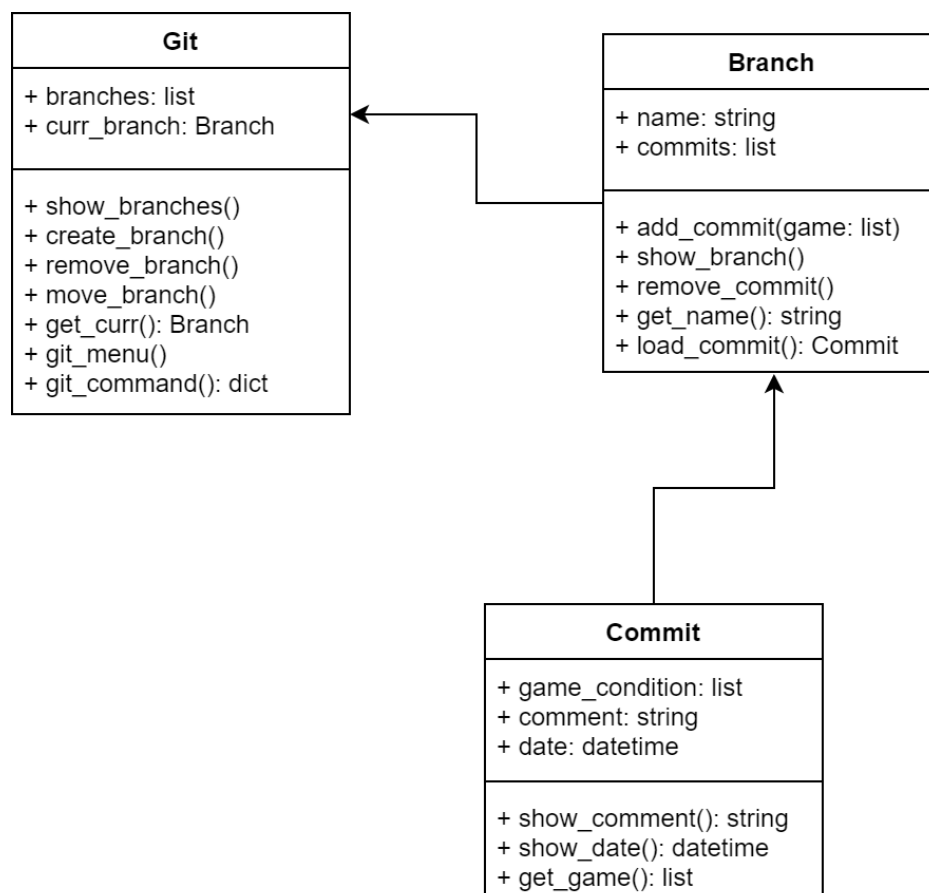 Git
+ branches: list
+ curr_branch: Branch
+ show_branches()
+ create_branch()
+ remove_branch()
+ move_branch()
+ get_curr(): Branch
+ git_menu()
+ git_command(): dict
Branch
+ name: string
+ commits: list
+ add_commit(game: list)
+ show_branch()
+ remove_commit()
+ get_name(): string
+ load_commit(): Commit
Commit
+ game_condition: list
+ comment: string
+ date: datetime
+ show_comment(): string
+ show_date(): datetime
+ get_game(): list